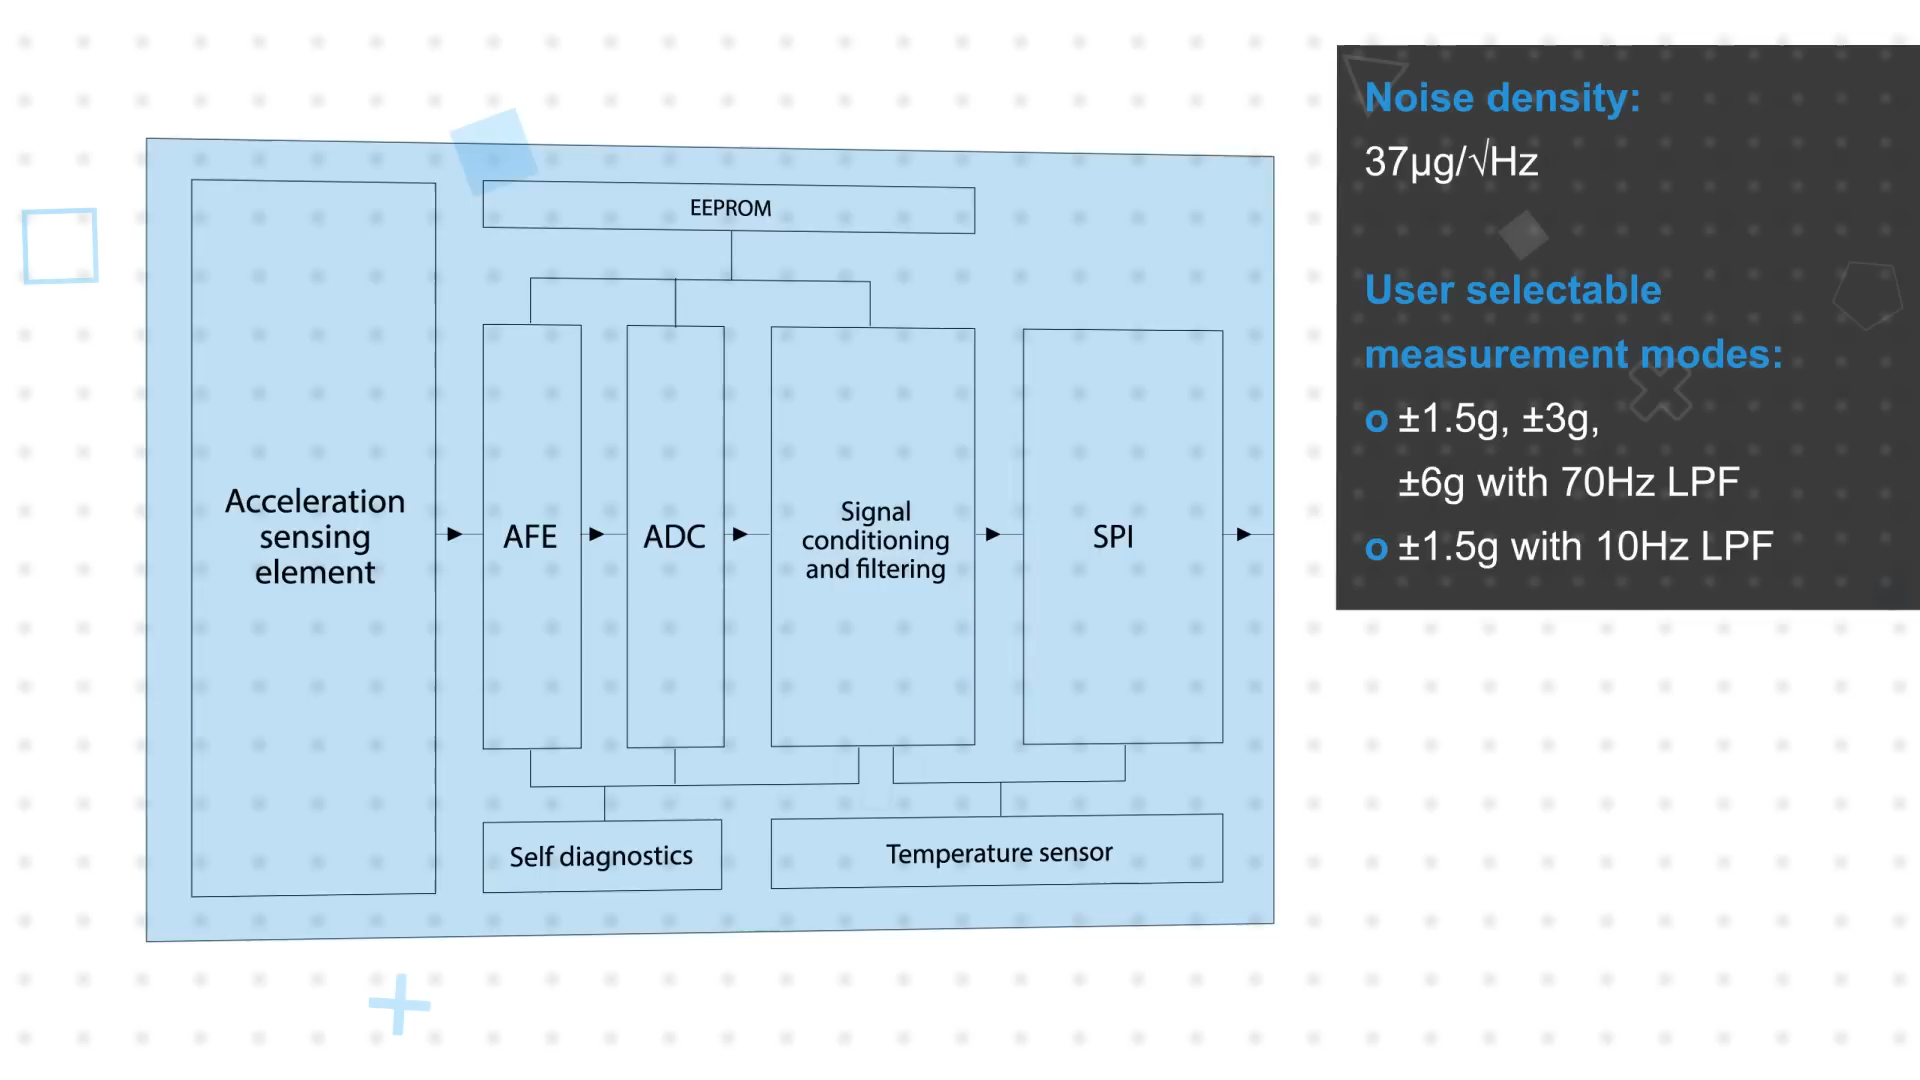 EEPROM
Acceleration
sensing
element
AFE
ADC
Signal
conditioning
and filtering
SPI
Self diagnostics
Temperature sensor
Noise density:
37µg/√Hz
User selectable
measurement modes:
o ±1.5g, ±3g,
±6g with 70Hz LPF
o ±1.5g with 10Hz LPF